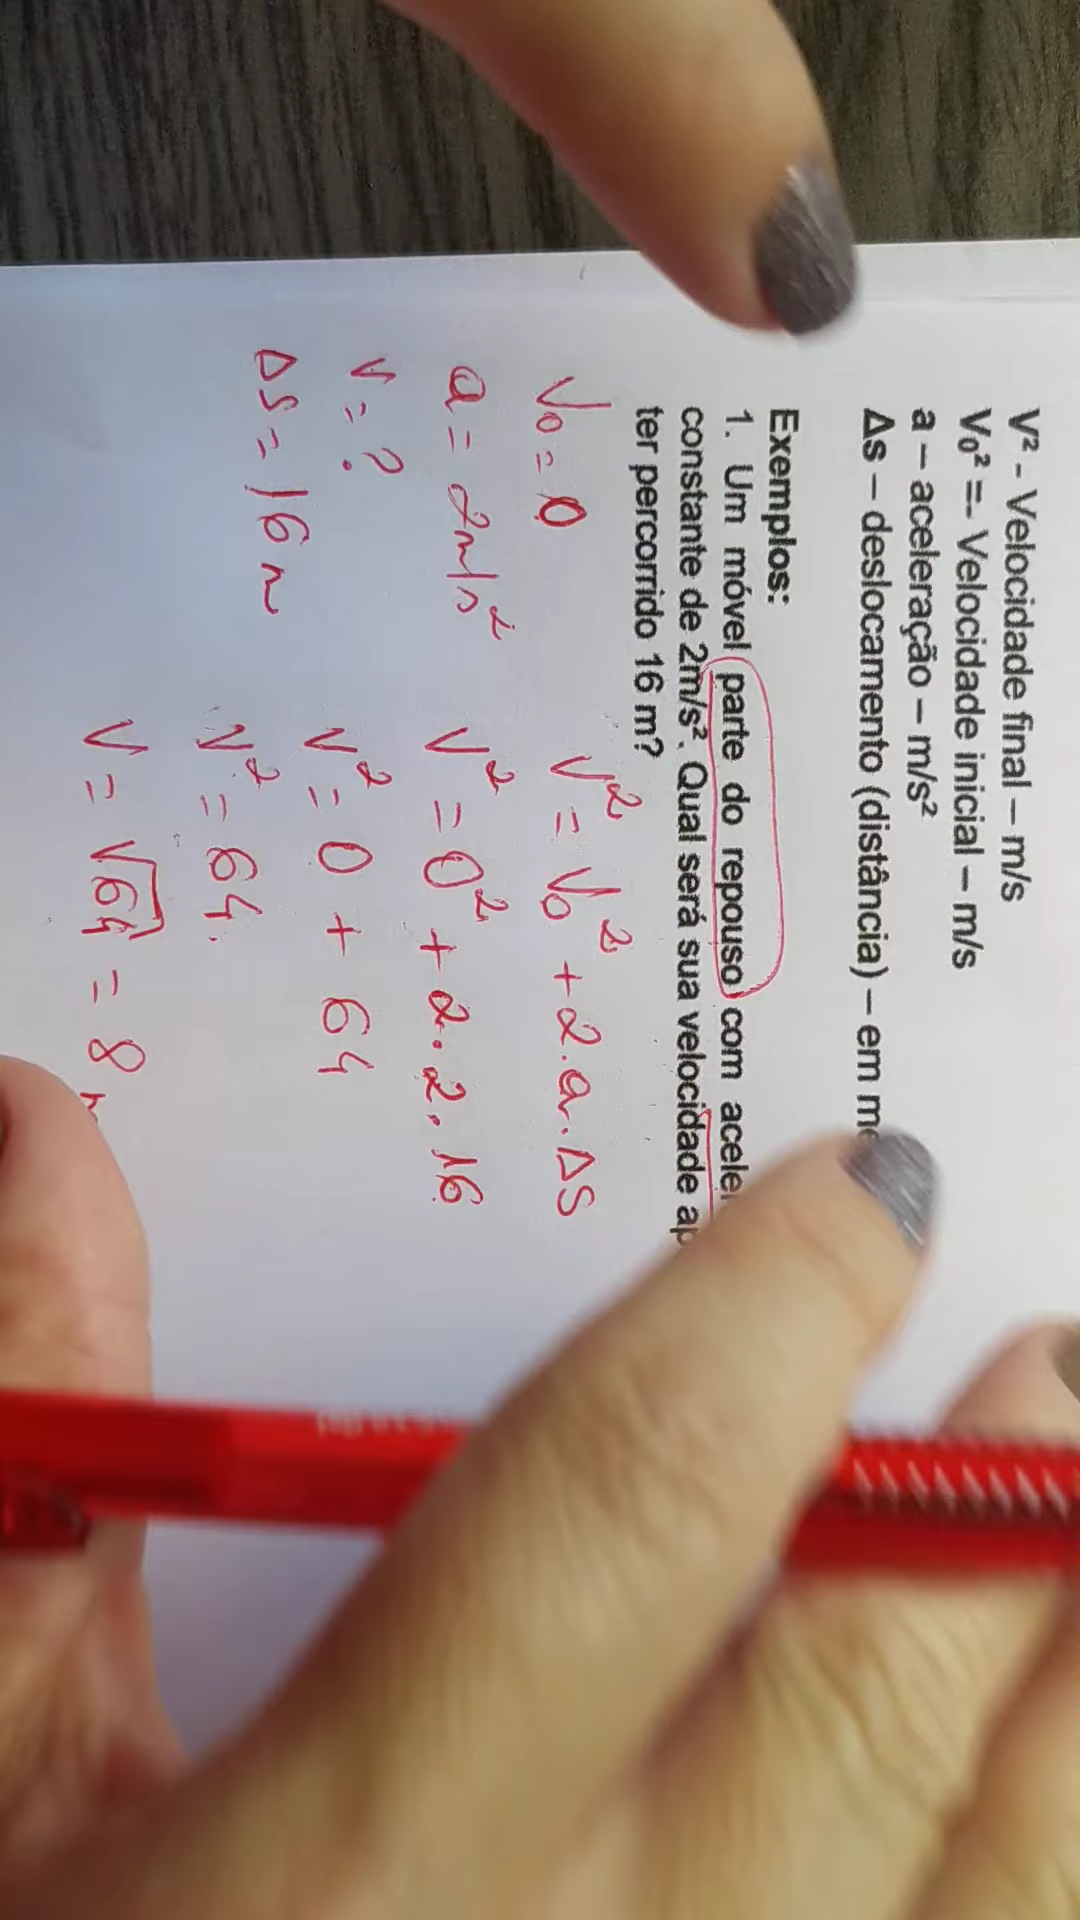 V² - Velocidade final – m/s
V₀² =- Velocidade inicial – m/s
a – aceleração – m/s²
Δs – deslocamento (distância) – em
Exemplos:
1. Um móvel parte do repouso com
constante de 2m/s². Qual será sua velocidade
ter percorrido 16 m?
V₀ = 0
a = 2m/s²
V = ?
ΔS = 16 m
V² = V₀² + 2.a.ΔS
V² = 0² + 2.2.16
V² = 0 + 64
V² = 64.
V = √64 = 8